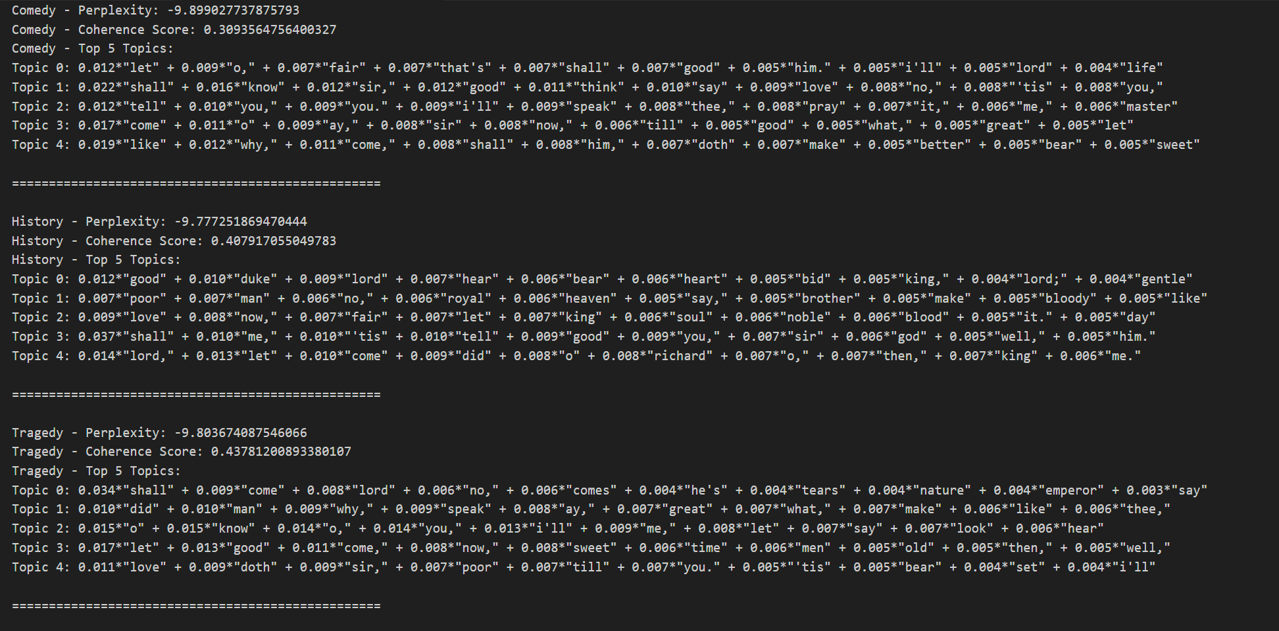 Comedy - Perplexity: -9.899027737875793
Comedy - Coherence Score: 0.3093564756400327
Comedy - Top 5 Topics:
Topic 0: 0.012*"let" + 0.009*"o," + 0.007*"fair" + 0.007*"that's" + 0.007*"shall" + 0.007*"good" + 0.005*"him." + 0.005*"i'll" + 0.005*"lord" + 0.004*"life"
Topic 1: 0.022*"shall" + 0.016*"know" + 0.012*"sir," + 0.012*"good" + 0.011*"think" + 0.010*"say" + 0.009*"love" + 0.008*"no," + 0.008*"'tis" + 0.008*"you,"
Topic 2: 0.012*"tell" + 0.010*"you," + 0.009*"you." + 0.009*"i'll" + 0.009*"speak" + 0.008*"thee," + 0.008*"pray" + 0.007*"it," + 0.006*"me," + 0.006*"master"
Topic 3: 0.017*"come" + 0.011*"o" + 0.009*"ay," + 0.008*"sir" + 0.008*"now," + 0.006*"till" + 0.005*"good" + 0.005*"what," + 0.005*"great" + 0.005*"let"
Topic 4: 0.019*"like" + 0.012*"why," + 0.011*"come," + 0.008*"shall" + 0.008*"him," + 0.007*"doth" + 0.007*"make" + 0.005*"better" + 0.005*"bear" + 0.005*"sweet"
==================================================
History - Perplexity: -9.777251869470444
History - Coherence Score: 0.407917055049783
History - Top 5 Topics:
Topic 0: 0.012*"good" + 0.010*"duke" + 0.009*"lord" + 0.007*"hear" + 0.006*"bear" + 0.006*"heart" + 0.005*"bid" + 0.005*"king," + 0.004*"lord;" + 0.004*"gentle"
Topic 1: 0.007*"poor" + 0.007*"man" + 0.006*"no," + 0.006*"royal" + 0.006*"heaven" + 0.005*"say," + 0.005*"brother" + 0.005*"make" + 0.005*"bloody" + 0.005*"like"
Topic 2: 0.009*"love" + 0.008*"now," + 0.007*"fair" + 0.007*"let" + 0.007*"king" + 0.006*"soul" + 0.006*"noble" + 0.006*"blood" + 0.005*"it." + 0.005*"day"
Topic 3: 0.037*"shall" + 0.010*"me," + 0.010*"'tis" + 0.010*"tell" + 0.009*"good" + 0.009*"you," + 0.007*"sir" + 0.006*"god" + 0.005*"well," + 0.005*"him."
Topic 4: 0.014*"lord," + 0.013*"let" + 0.010*"come" + 0.009*"did" + 0.008*"o" + 0.008*"richard" + 0.007*"o," + 0.007*"then," + 0.007*"king" + 0.006*"me."
==================================================
Tragedy - Perplexity: -9.803674087546066
Tragedy - Coherence Score: 0.43781200893380107
Tragedy - Top 5 Topics:
Topic 0: 0.034*"shall" + 0.009*"come" + 0.008*"lord" + 0.006*"no," + 0.006*"comes" + 0.004*"he's" + 0.004*"tears" + 0.004*"nature" + 0.004*"emperor" + 0.003*"say"
Topic 1: 0.010*"did" + 0.010*"man" + 0.009*"why," + 0.009*"speak" + 0.008*"ay," + 0.007*"great" + 0.007*"what," + 0.007*"make" + 0.006*"like" + 0.006*"thee,"
Topic 2: 0.015*"o" + 0.015*"know" + 0.014*"o," + 0.014*"you," + 0.013*"i'll" + 0.009*"me," + 0.008*"let" + 0.007*"say" + 0.007*"look" + 0.006*"hear"
Topic 3: 0.017*"let" + 0.013*"good" + 0.011*"come," + 0.008*"now," + 0.008*"sweet" + 0.006*"time" + 0.006*"men" + 0.005*"old" + 0.005*"then," + 0.005*"well,"
Topic 4: 0.011*"love" + 0.009*"doth" + 0.009*"sir," + 0.007*"poor" + 0.007*"till" + 0.007*"you." + 0.005*"'tis" + 0.005*"bear" + 0.004*"set" + 0.004*"i'll"
==================================================